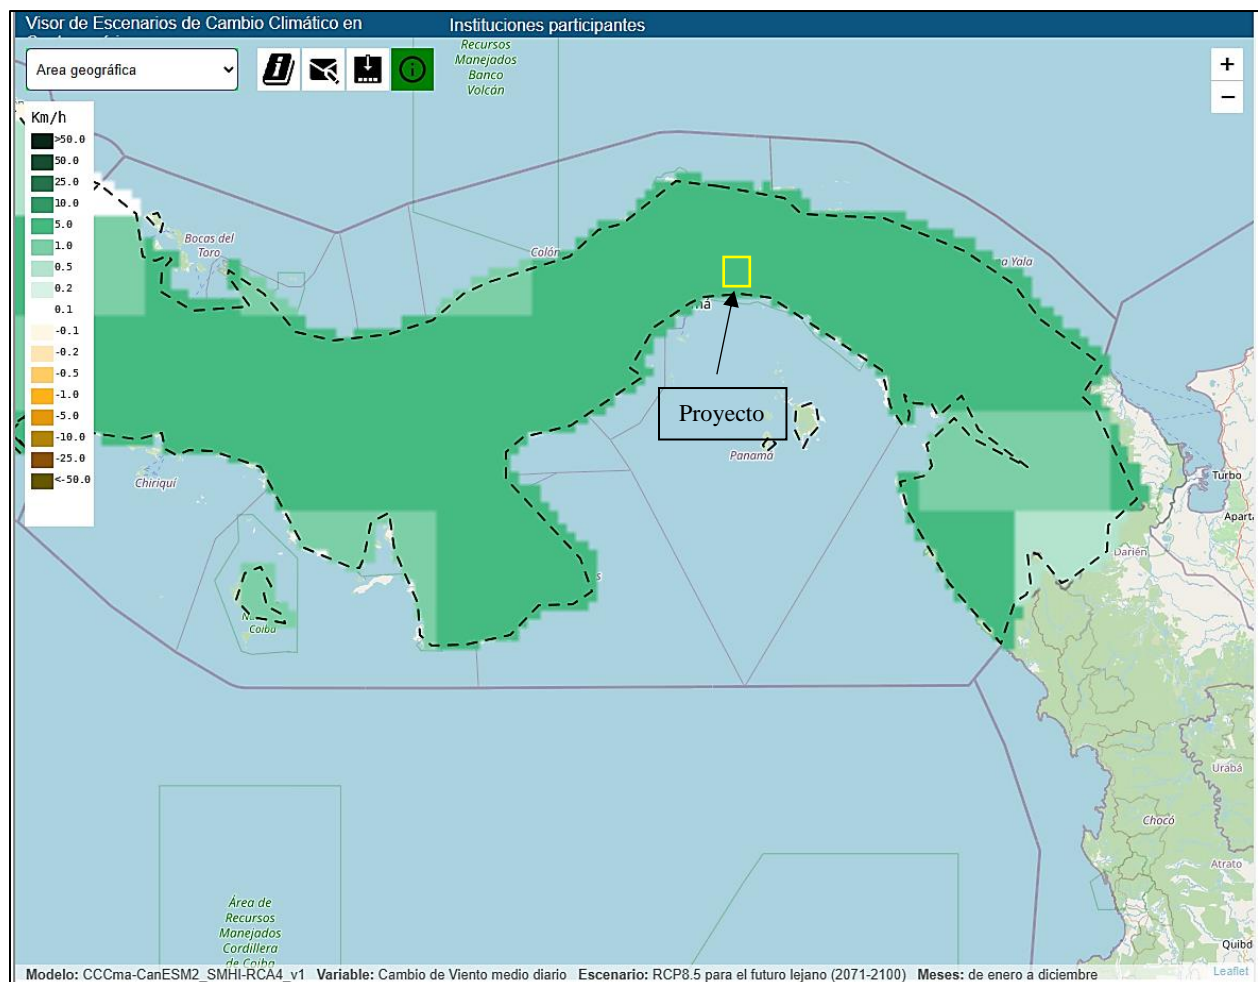 Visor de Escenarios de Cambio Climático en
Instituciones participantes
Area geográfica
Recursos
Manejados
Banco
Volcán
+
−
Km/h
>50.0
50.0
25.0
10.0
5.0
1.0
0.5
0.2
0.1
-0.1
-0.2
-0.5
-1.0
-5.0
-10.0
-25.0
<-50.0
Bocas del
Toro
Colón
a Yala
má
Proyecto
Panamá
Chiriquí
Turbo
Aparta
Darién
Coiba
Urabá
Chocó
Atrato
Área de
Recursos
Manejados
Cordillera
de Coiba
Quibd
Modelo: CCCma-CanESM2_SMHI-RCA4_v1 Variable: Cambio de Viento medio diario Escenario: RCP8.5 para el futuro lejano (2071-2100) Meses: de enero a diciembre
Leaflet